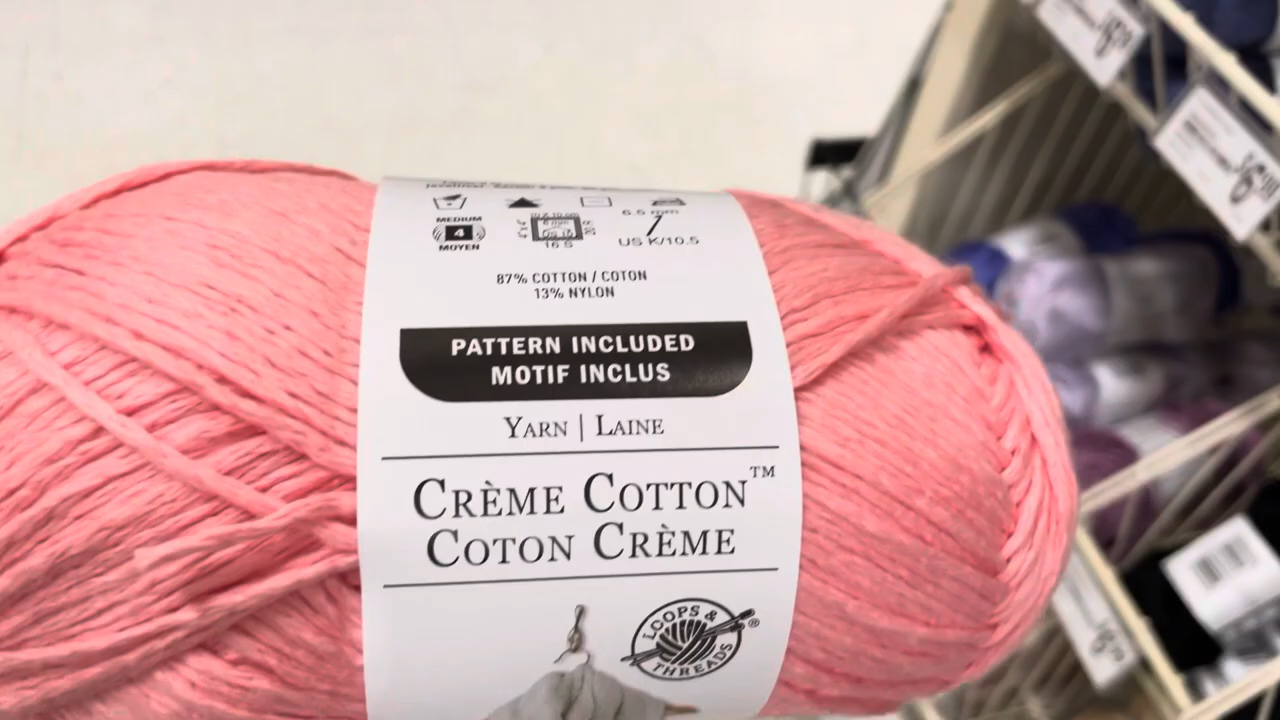 6.5 mm
MEDIUM
4
MOYEN
16 S
US K/10.5
87% COTTON / COTON
13% NYLON
PATTERN INCLUDED
MOTIF INCLUS
YARN | LAINE
CRÈME COTTON™
COTON CRÈME
LOOPS &
THREADS®